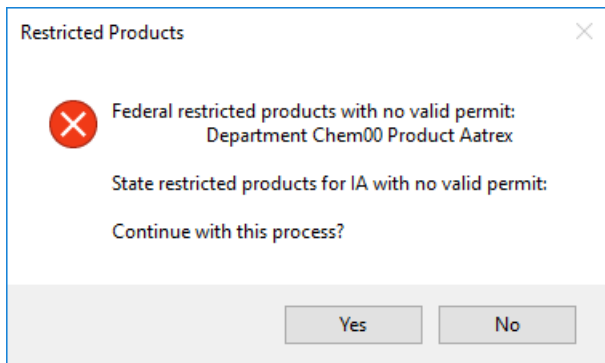 Restricted Products
Federal restricted products with no valid permit:
Department Chem00 Product Aatrex
State restricted products for IA with no valid permit:
Continue with this process?
Yes
No